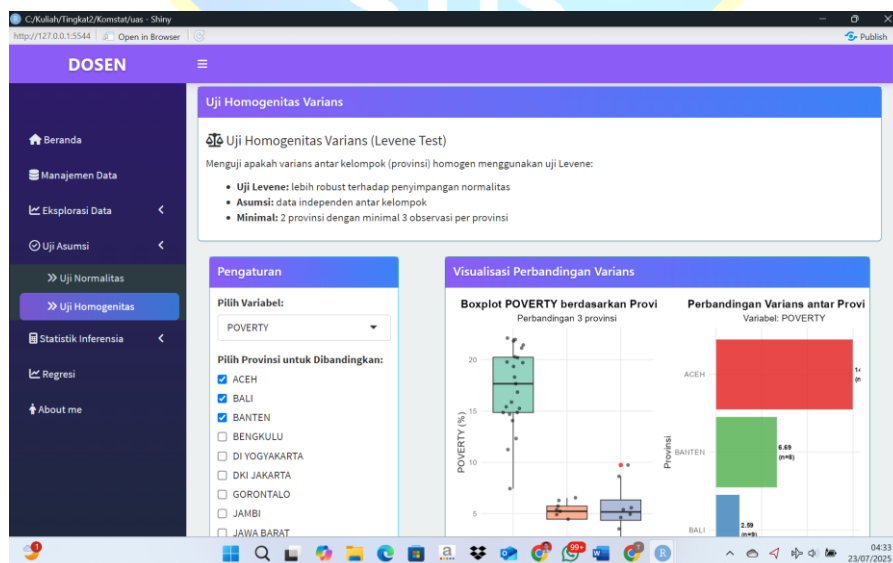 C:/Kuliah/Tingkat2/Komstat/uas - Shiny
http://127.0.0.1:5544 Open in Browser
Publish
DOSEN
Beranda
Manajemen Data
Eksplorasi Data
Uji Asumsi
Uji Normalitas
Uji Homogenitas
Statistik Inferensia
Regresi
About me
Uji Homogenitas Varians
Uji Homogenitas Varians (Levene Test)
Menguji apakah varians antar kelompok (provinsi) homogen menggunakan uji Levene:
• Uji Levene: lebih robust terhadap penyimpangan normalitas
• Asumsi: data independen antar kelompok
• Minimal: 2 provinsi dengan minimal 3 observasi per provinsi
Pengaturan
Pilih Variabel:
POVERTY
Pilih Provinsi untuk Dibandingkan:
ACEH
BALI
BANTEN
BENGKULU
DI YOGYAKARTA
DKI JAKARTA
GORONTALO
JAMBI
JAWA BARAT
Visualisasi Perbandingan Varians
Boxplot POVERTY berdasarkan Provi
Perbandingan 3 provinsi
POVERTY (%)
20
15
10
5
Perbandingan Varians antar Provi
Variabel: POVERTY
Provinsi
ACEH
BANTEN
6.69
(n=8)
BALI
2.59
99+
04:33
23/07/2025